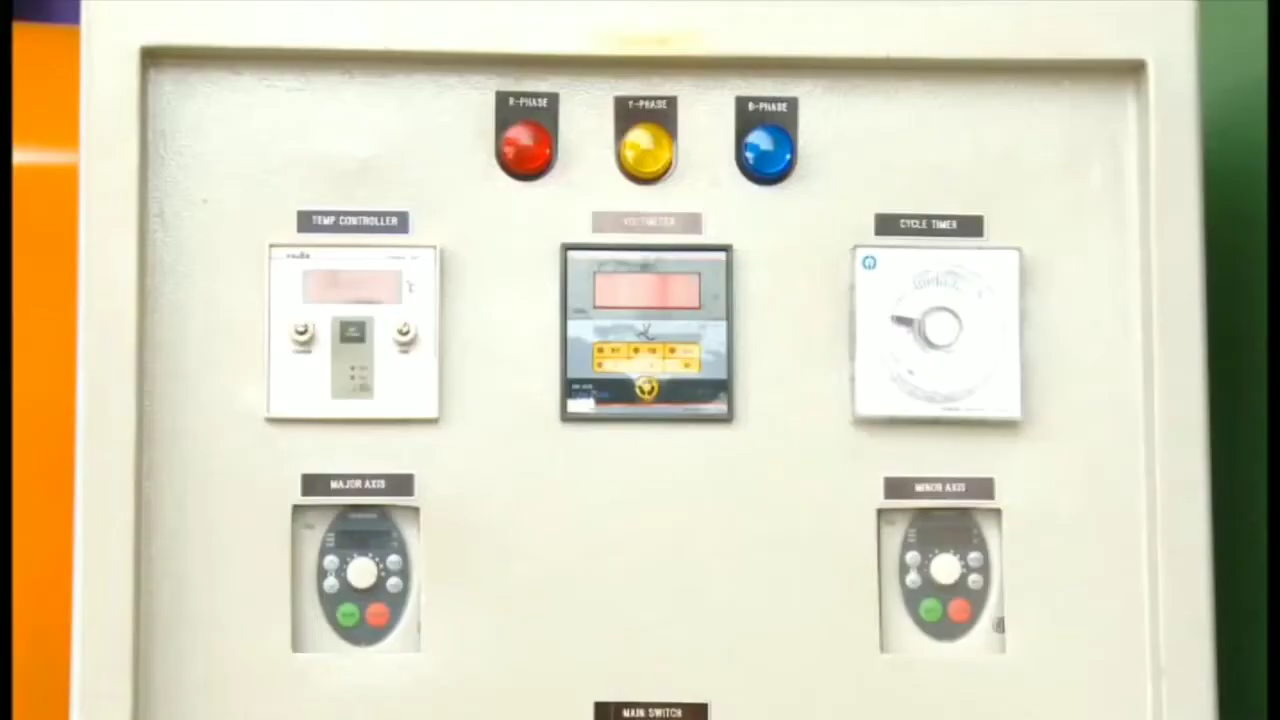 R-PHASE
Y-PHASE
B-PHASE
TEMP CONTROLLER
VOLTMETER
CYCLE TIMER
MAJOR AXIS
MINOR AXIS
MAIN SWITCH